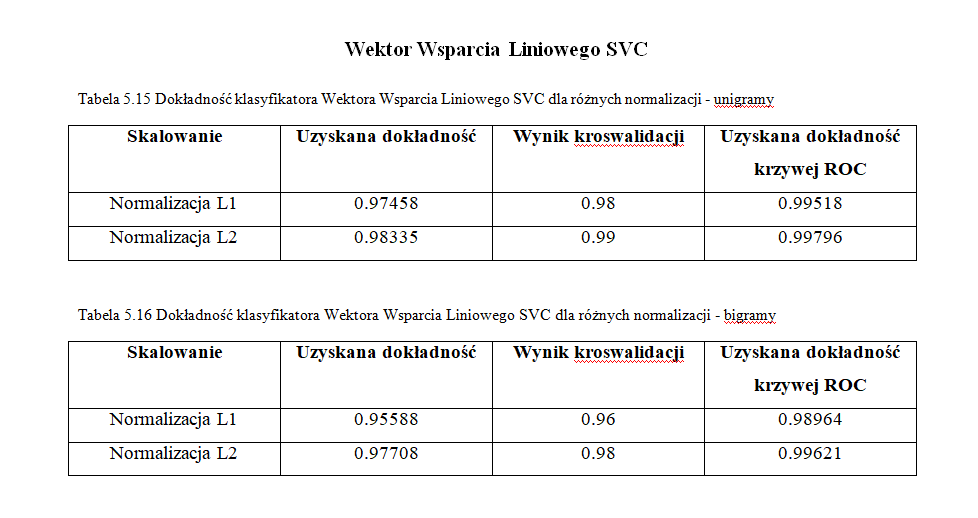 Wektor Wsparcia Liniowego SVC
Tabela 5.15 Dokładność klasyfikatora Wektora Wsparcia Liniowego SVC dla różnych normalizacji - unigramy
Skalowanie Uzyskana dokładność Wynik kroswalidacji Uzyskana dokładność
krzywej ROC
Normalizacja L1 0.97458 0.98 0.99518
Normalizacja L2 0.98335 0.99 0.99796
Tabela 5.16 Dokładność klasyfikatora Wektora Wsparcia Liniowego SVC dla różnych normalizacji - bigramy
Skalowanie Uzyskana dokładność Wynik kroswalidacji Uzyskana dokładność
krzywej ROC
Normalizacja L1 0.95588 0.96 0.98964
Normalizacja L2 0.97708 0.98 0.99621